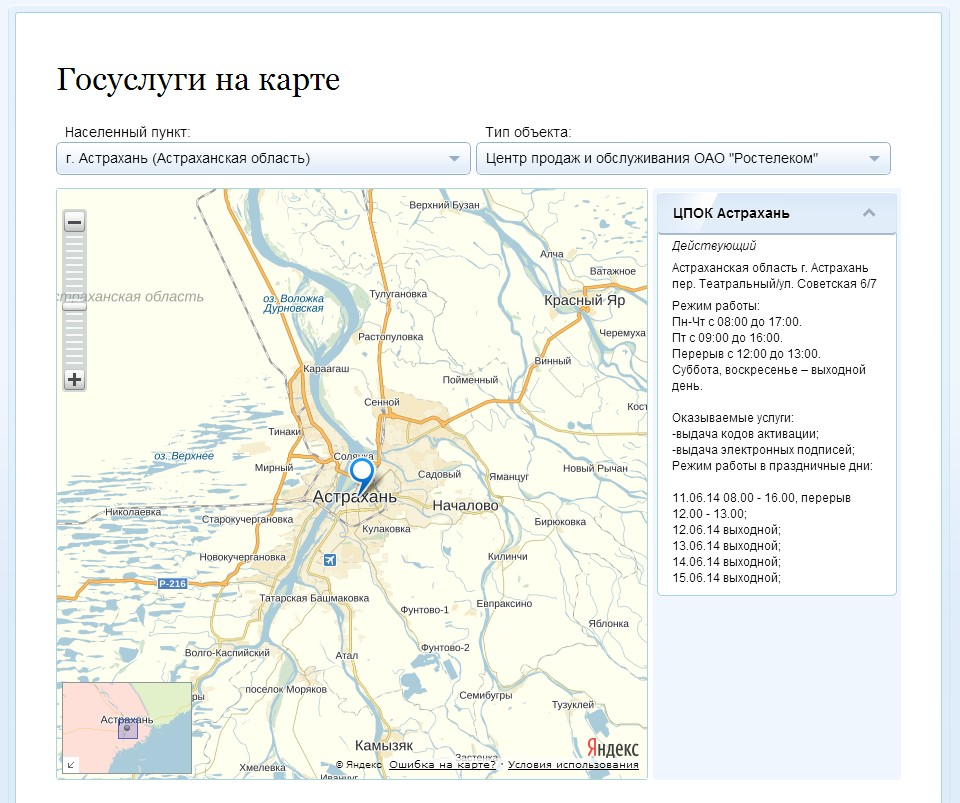 Госуслуги на карте
Населенный пункт:
Тип объекта:
г. Астрахань (Астраханская область)
Центр продаж и обслуживания ОАО "Ростелеком"
ЦПОК Астрахань
Действующий
Астраханская область г. Астрахань
пер. Театральный/ул. Советская 6/7
Режим работы:
Пн-Чт с 08:00 до 17:00.
Пт с 09:00 до 16:00.
Перерыв с 12:00 до 13:00.
Суббота, воскресенье – выходной
день.
Оказываемые услуги:
-выдача кодов активации;
-выдача электронных подписей;
Режим работы в праздничные дни:
11.06.14 08.00 - 16.00, перерыв
12.00 - 13.00;
12.06.14 выходной;
13.06.14 выходной;
14.06.14 выходной;
15.06.14 выходной;
Верхний Бузан
Алча
Ватажное
страханская область
оз. Воложка
Дурновская
Тулугановка
Красный Яр
Растопуловка
Черемуха
Караагаш
Винный
Пойменный
Сенной
Кост
Тинаки
оз. Верхнее
Солянка
Мирный
Садовый
Яманцуг
Новый Рычан
Астрахань
Началово
Николаевка
Старокучергановка
Кулаковка
Бирюковка
Новокучергановка
Килинчи
Р-216
Татарская Башмаковка
Фунтово-1
Евпраксино
Яблонка
Волго-Каспийский
Атал
Фунтово-2
поселок Моряков
Семибугры
ры
Тузуклей
Астрахань
Камызяк
Яндекс
Засточка
© Яндекс Ошибка на карте? · Условия использования
Хмелевка
Иванчуг